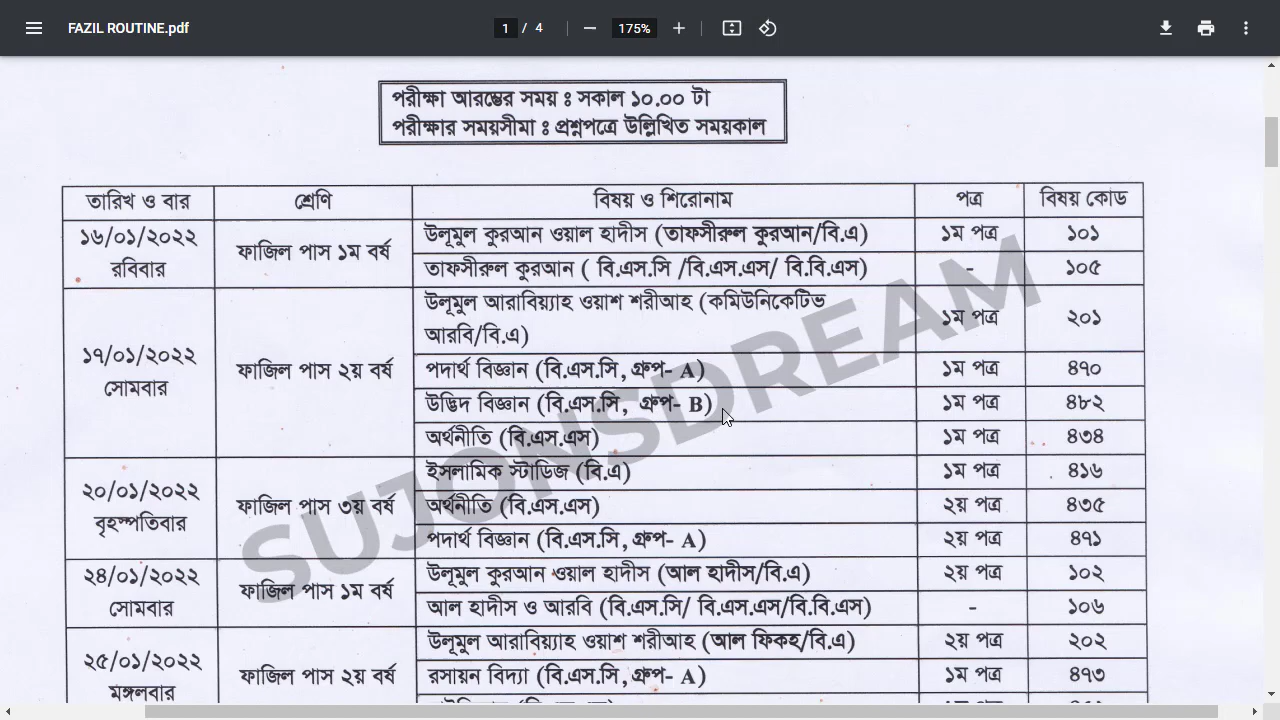 FAZIL ROUTINE.pdf
1 / 4
175%
পরীক্ষা আরম্ভের সময় ঃ সকাল ১০.০০ টা
পরীক্ষার সময়সীমা ঃ প্রশ্নপত্রে উল্লিখিত সময়কাল
তারিখ ও বার শ্রেণি বিষয় ও শিরোনাম পত্র বিষয় কোড
১৬/০১/২০২২ রবিবার ফাজিল পাস ১ম বর্ষ উলূমুল কুরআন ওয়াল হাদীস (তাফসীরুল কুরআন/বি.এ) ১ম পত্র ১০১
তাফসীরুল কুরআন ( বি.এস.সি /বি.এস.এস/ বি.বি.এস) - ১০৫
১৭/০১/২০২২ সোমবার ফাজিল পাস ২য় বর্ষ উলূমুল আরাবিয়্যাহ ওয়াশ শরীআহ (কমিউনিকেটিভ
আরবি/বি.এ) ১ম পত্র ২০১
পদার্থ বিজ্ঞান (বি.এস.সি, গ্রুপ- A) ১ম পত্র ৪৭০
উদ্ভিদ বিজ্ঞান (বি.এস.সি, গ্রুপ- B) ১ম পত্র ৪৮২
অর্থনীতি (বি.এস.এস) ১ম পত্র ৪৩৪
২০/০১/২০২২ বৃহস্পতিবার ফাজিল পাস ৩য় বর্ষ ইসলামিক স্টাডিজ (বি.এ) ১ম পত্র ৪১৬
অর্থনীতি (বি.এস.এস) ২য় পত্র ৪৩৫
পদার্থ বিজ্ঞান (বি.এস.সি, গ্রুপ- A) ২য় পত্র ৪৭১
২৪/০১/২০২২ সোমবার ফাজিল পাস ১ম বর্ষ উলূমুল কুরআন ওয়াল হাদীস (আল হাদীস/বি.এ) ২য় পত্র ১০২
আল হাদীস ও আরবি (বি.এস.সি/ বি.এস.এস/বি.বি.এস) - ১০৬
২৫/০১/২০২২ মঙ্গলবার ফাজিল পাস ২য় বর্ষ উলূমুল আরাবিয়্যাহ ওয়াশ শরীআহ (আল ফিকহ/বি.এ) ২য় পত্র ২০২
রসায়ন বিদ্যা (বি.এস.সি, গ্রুপ- A) ১ম পত্র ৪৭৩
SUJONSDREAM